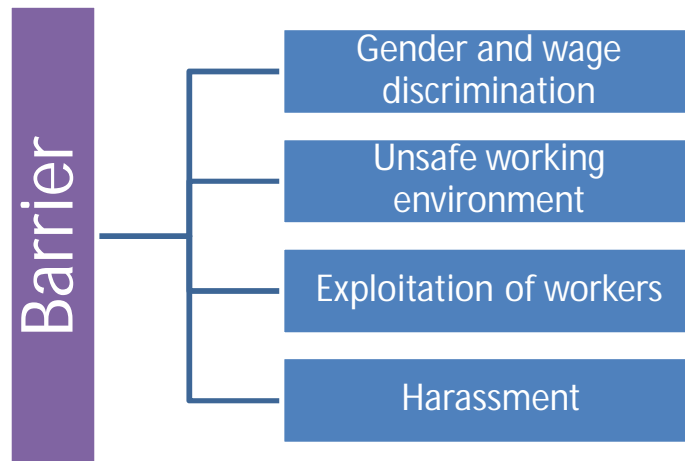 Barrier
Gender and wage
discrimination
Unsafe working
environment
Exploitation of workers
Harassment